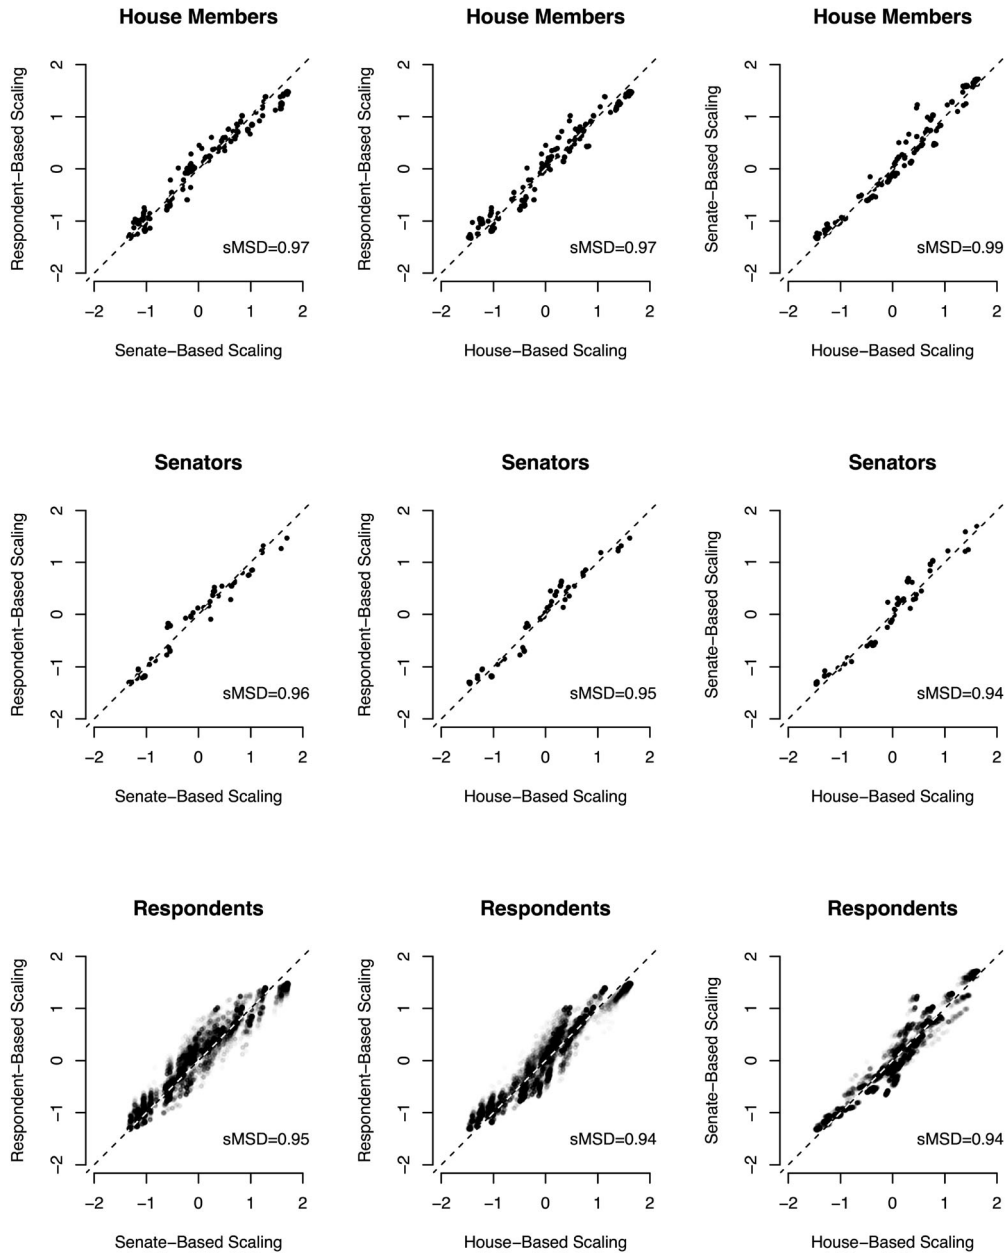 House Members
House Members
House Members
Respondent−Based Scaling
2
1
0
−1
−2
sMSD=0.97
−2 −1 0 1 2
Senate−Based Scaling
Respondent−Based Scaling
2
1
0
−1
−2
sMSD=0.97
−2 −1 0 1 2
House−Based Scaling
Senate−Based Scaling
2
1
0
−1
−2
sMSD=0.99
−2 −1 0 1 2
House−Based Scaling
Senators
Senators
Senators
Respondent−Based Scaling
2
1
0
−1
−2
sMSD=0.96
−2 −1 0 1 2
Senate−Based Scaling
Respondent−Based Scaling
2
1
0
−1
−2
sMSD=0.95
−2 −1 0 1 2
House−Based Scaling
Senate−Based Scaling
2
1
0
−1
−2
sMSD=0.94
−2 −1 0 1 2
House−Based Scaling
Respondents
Respondents
Respondents
Respondent−Based Scaling
2
1
0
−1
−2
sMSD=0.95
−2 −1 0 1 2
Senate−Based Scaling
Respondent−Based Scaling
2
1
0
−1
−2
sMSD=0.94
−2 −1 0 1 2
House−Based Scaling
Senate−Based Scaling
2
1
0
−1
−2
sMSD=0.94
−2 −1 0 1 2
House−Based Scaling